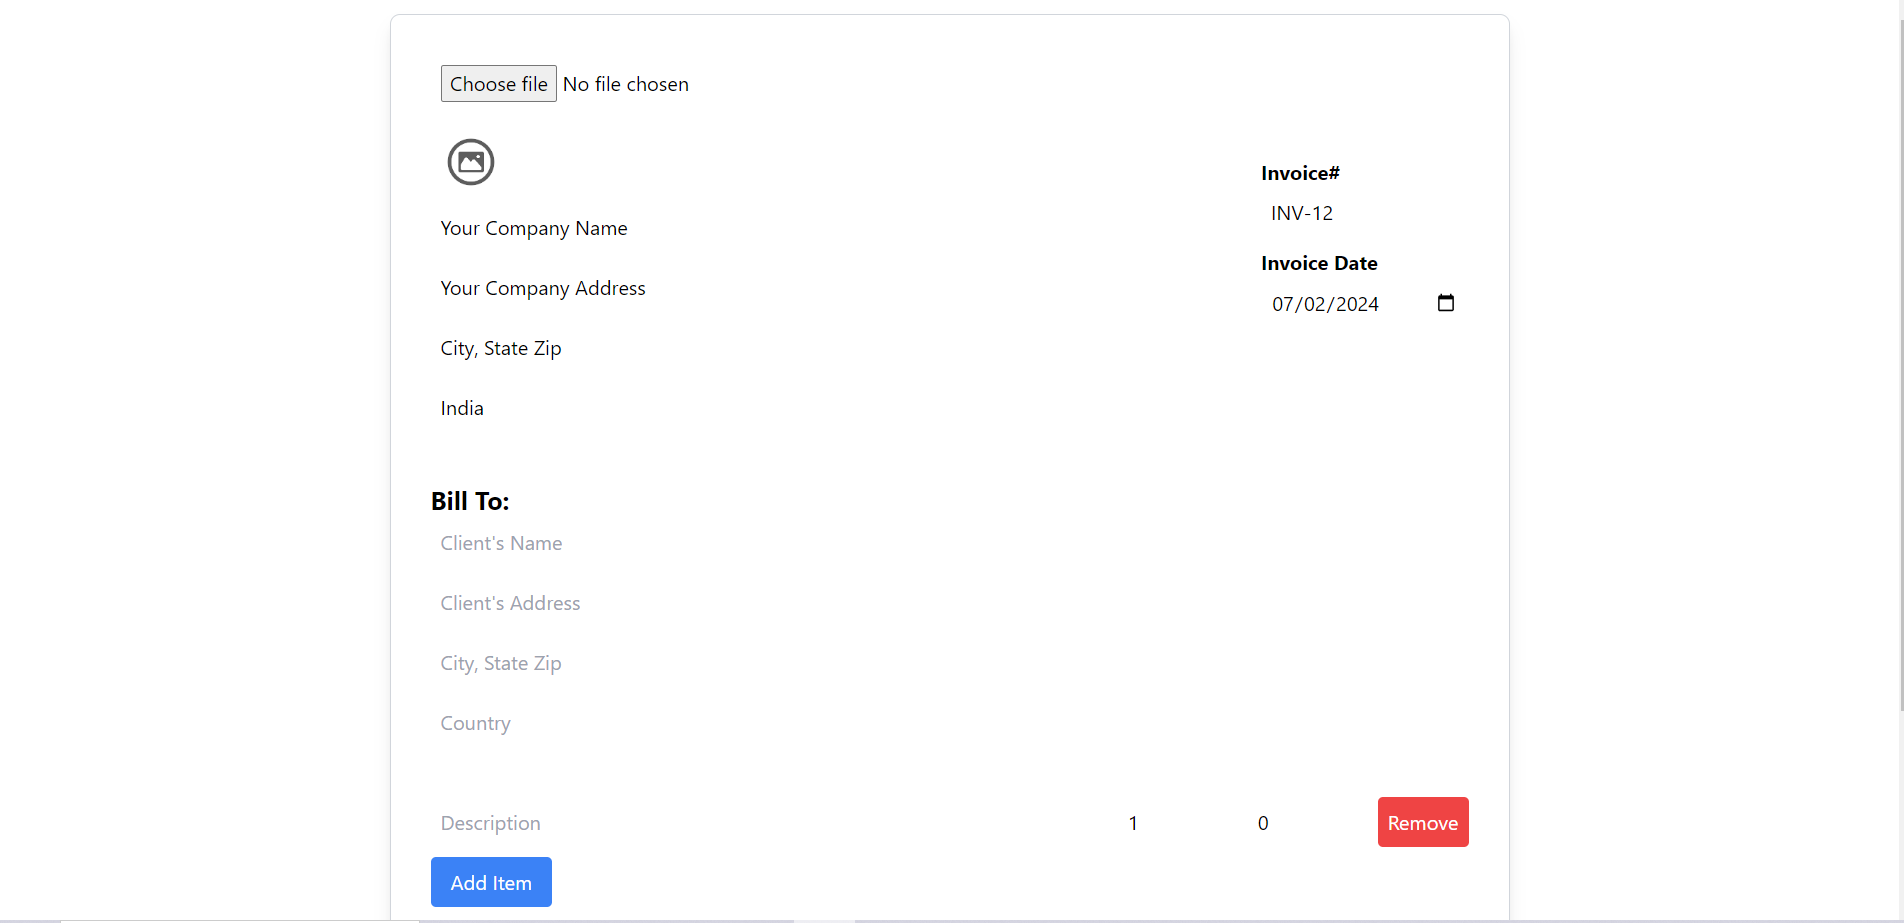 Choose file No file chosen
Invoice#
INV-12
Your Company Name
Invoice Date
Your Company Address
07/02/2024
City, State Zip
India
Bill To:
Client's Name
Client's Address
City, State Zip
Country
Description 1 0 Remove
Add Item